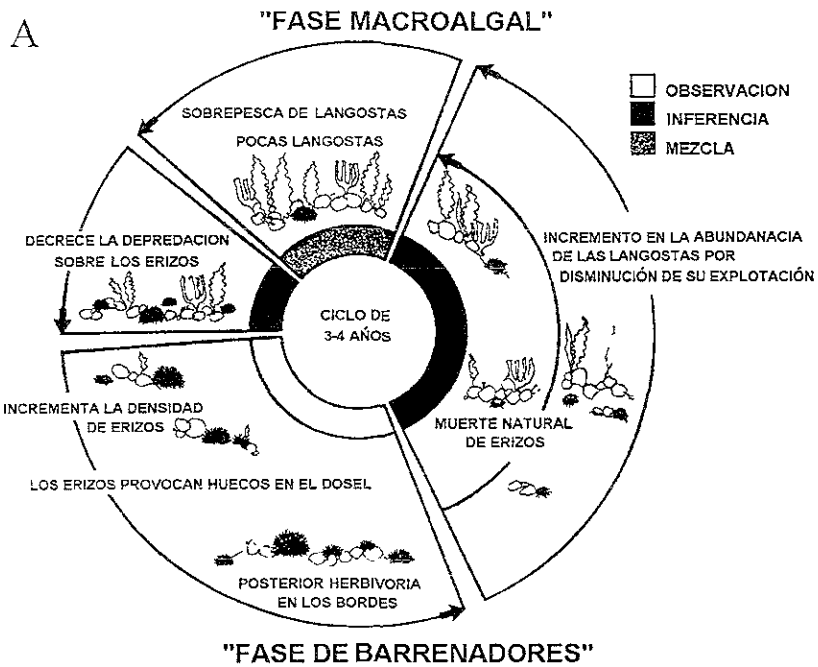 A
"FASE MACROALGAL"
OBSERVACION
INFERENCIA
MEZCLA
SOBREPESCA DE LANGOSTAS
POCAS LANGOSTAS
DECRECE LA DEPREDACION
SOBRE LOS ERIZOS
INCREMENTO EN LA ABUNDANACIA
DE LAS LANGOSTAS POR
DISMINUCIÓN DE SU EXPLOTACIÓN
CICLO DE
3-4 AÑOS
INCREMENTA LA DENSIDAD
DE ERIZOS
MUERTE NATURAL
DE ERIZOS
LOS ERIZOS PROVOCAN HUECOS EN EL DOSEL
POSTERIOR HERBIVORIA
EN LOS BORDES
"FASE DE BARRENADORES"